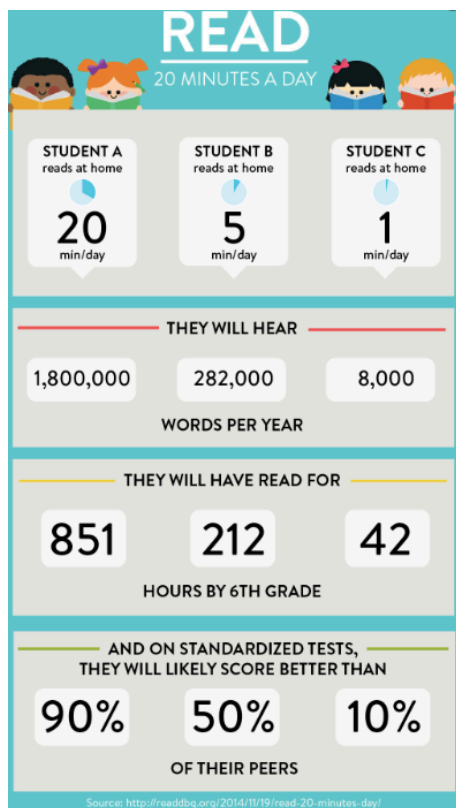 READ
20 MINUTES A DAY
STUDENT A
reads at home
20
min/day
STUDENT B
reads at home
5
min/day
STUDENT C
reads at home
1
min/day
THEY WILL HEAR
1,800,000 282,000 8,000
WORDS PER YEAR
THEY WILL HAVE READ FOR
851 212 42
HOURS BY 6TH GRADE
AND ON STANDARDIZED TESTS,
THEY WILL LIKELY SCORE BETTER THAN
90% 50% 10%
OF THEIR PEERS
Source: http://readdbq.org/2014/11/19/read-20-minutes-day/